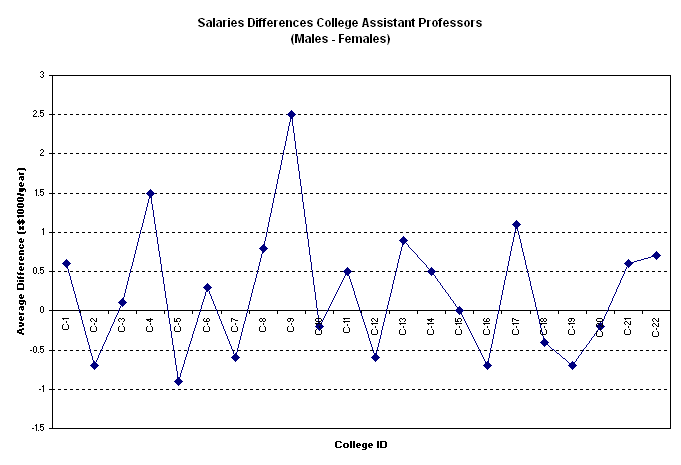 Salaries Differences College Assistant Professors
(Males - Females)
3
2.5
2
1.5
1
0.5
0
-0.5
-1
-1.5
Average Difference (x$1000/year)
C-1
C-2
C-3
C-4
C-5
C-6
C-7
C-8
C-9
C-10
C-11
C-12
C-13
C-14
C-15
C-16
C-17
C-18
C-19
C-20
C-21
C-22
College ID